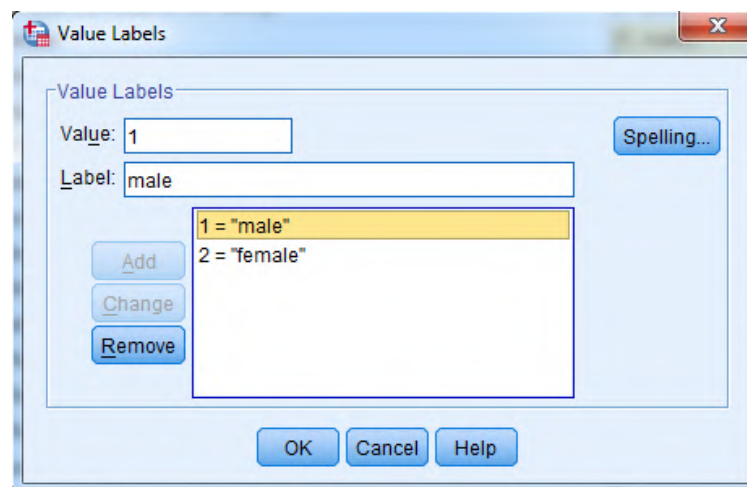 Value Labels
Value Labels
Value: 1
Spelling...
Label: male
1 = "male"
2 = "female"
Add
Change
Remove
OK Cancel Help